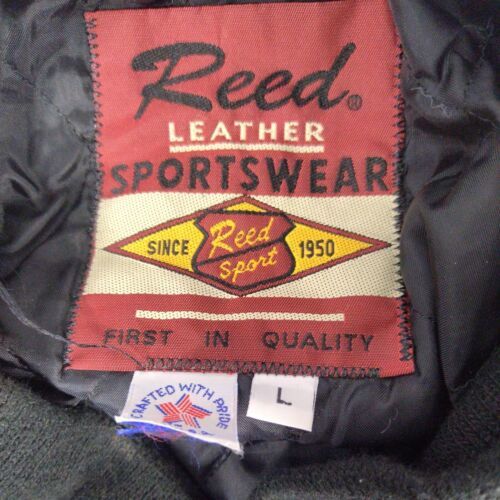 Reed®
LEATHER
SPORTSWEAR
SINCE
Reed
Sport
1950
FIRST IN QUALITY
CRAFTED WITH PRIDE
L